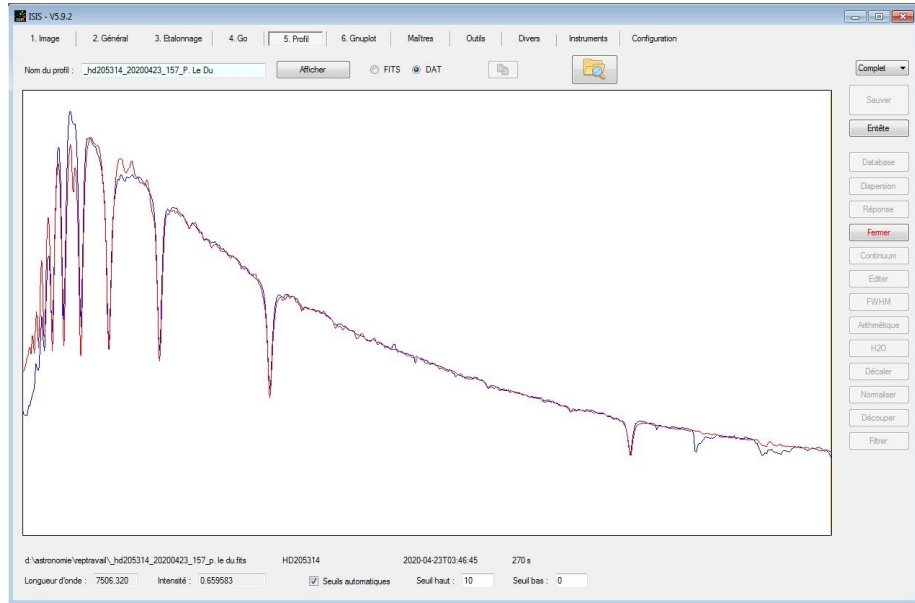 ISIS - V5.9.2
1. Image 2. Général 3. Etalonnage 4. Go 5. Profil 6. Gnuplot Maîtres Outils Divers Instruments Configuration
Nom du profil : _hd205314_20200423_157_P. Le Du Afficher FITS DAT Complet
Sauver
Entête
Database
Dispersion
Réponse
Fermer
Continuum
Editer
FWHM
Arithmétique
H2O
Décaler
Normaliser
Découper
Filtrer
d:\astronomie\reptravail\_hd205314_20200423_157_p. le du.fits HD205314 2020-04-23T03:46:45 270 s
Longueur d'onde : 7506.320 Intensité : 0.659583 Seuils automatiques Seuil haut : 10 Seuil bas : 0